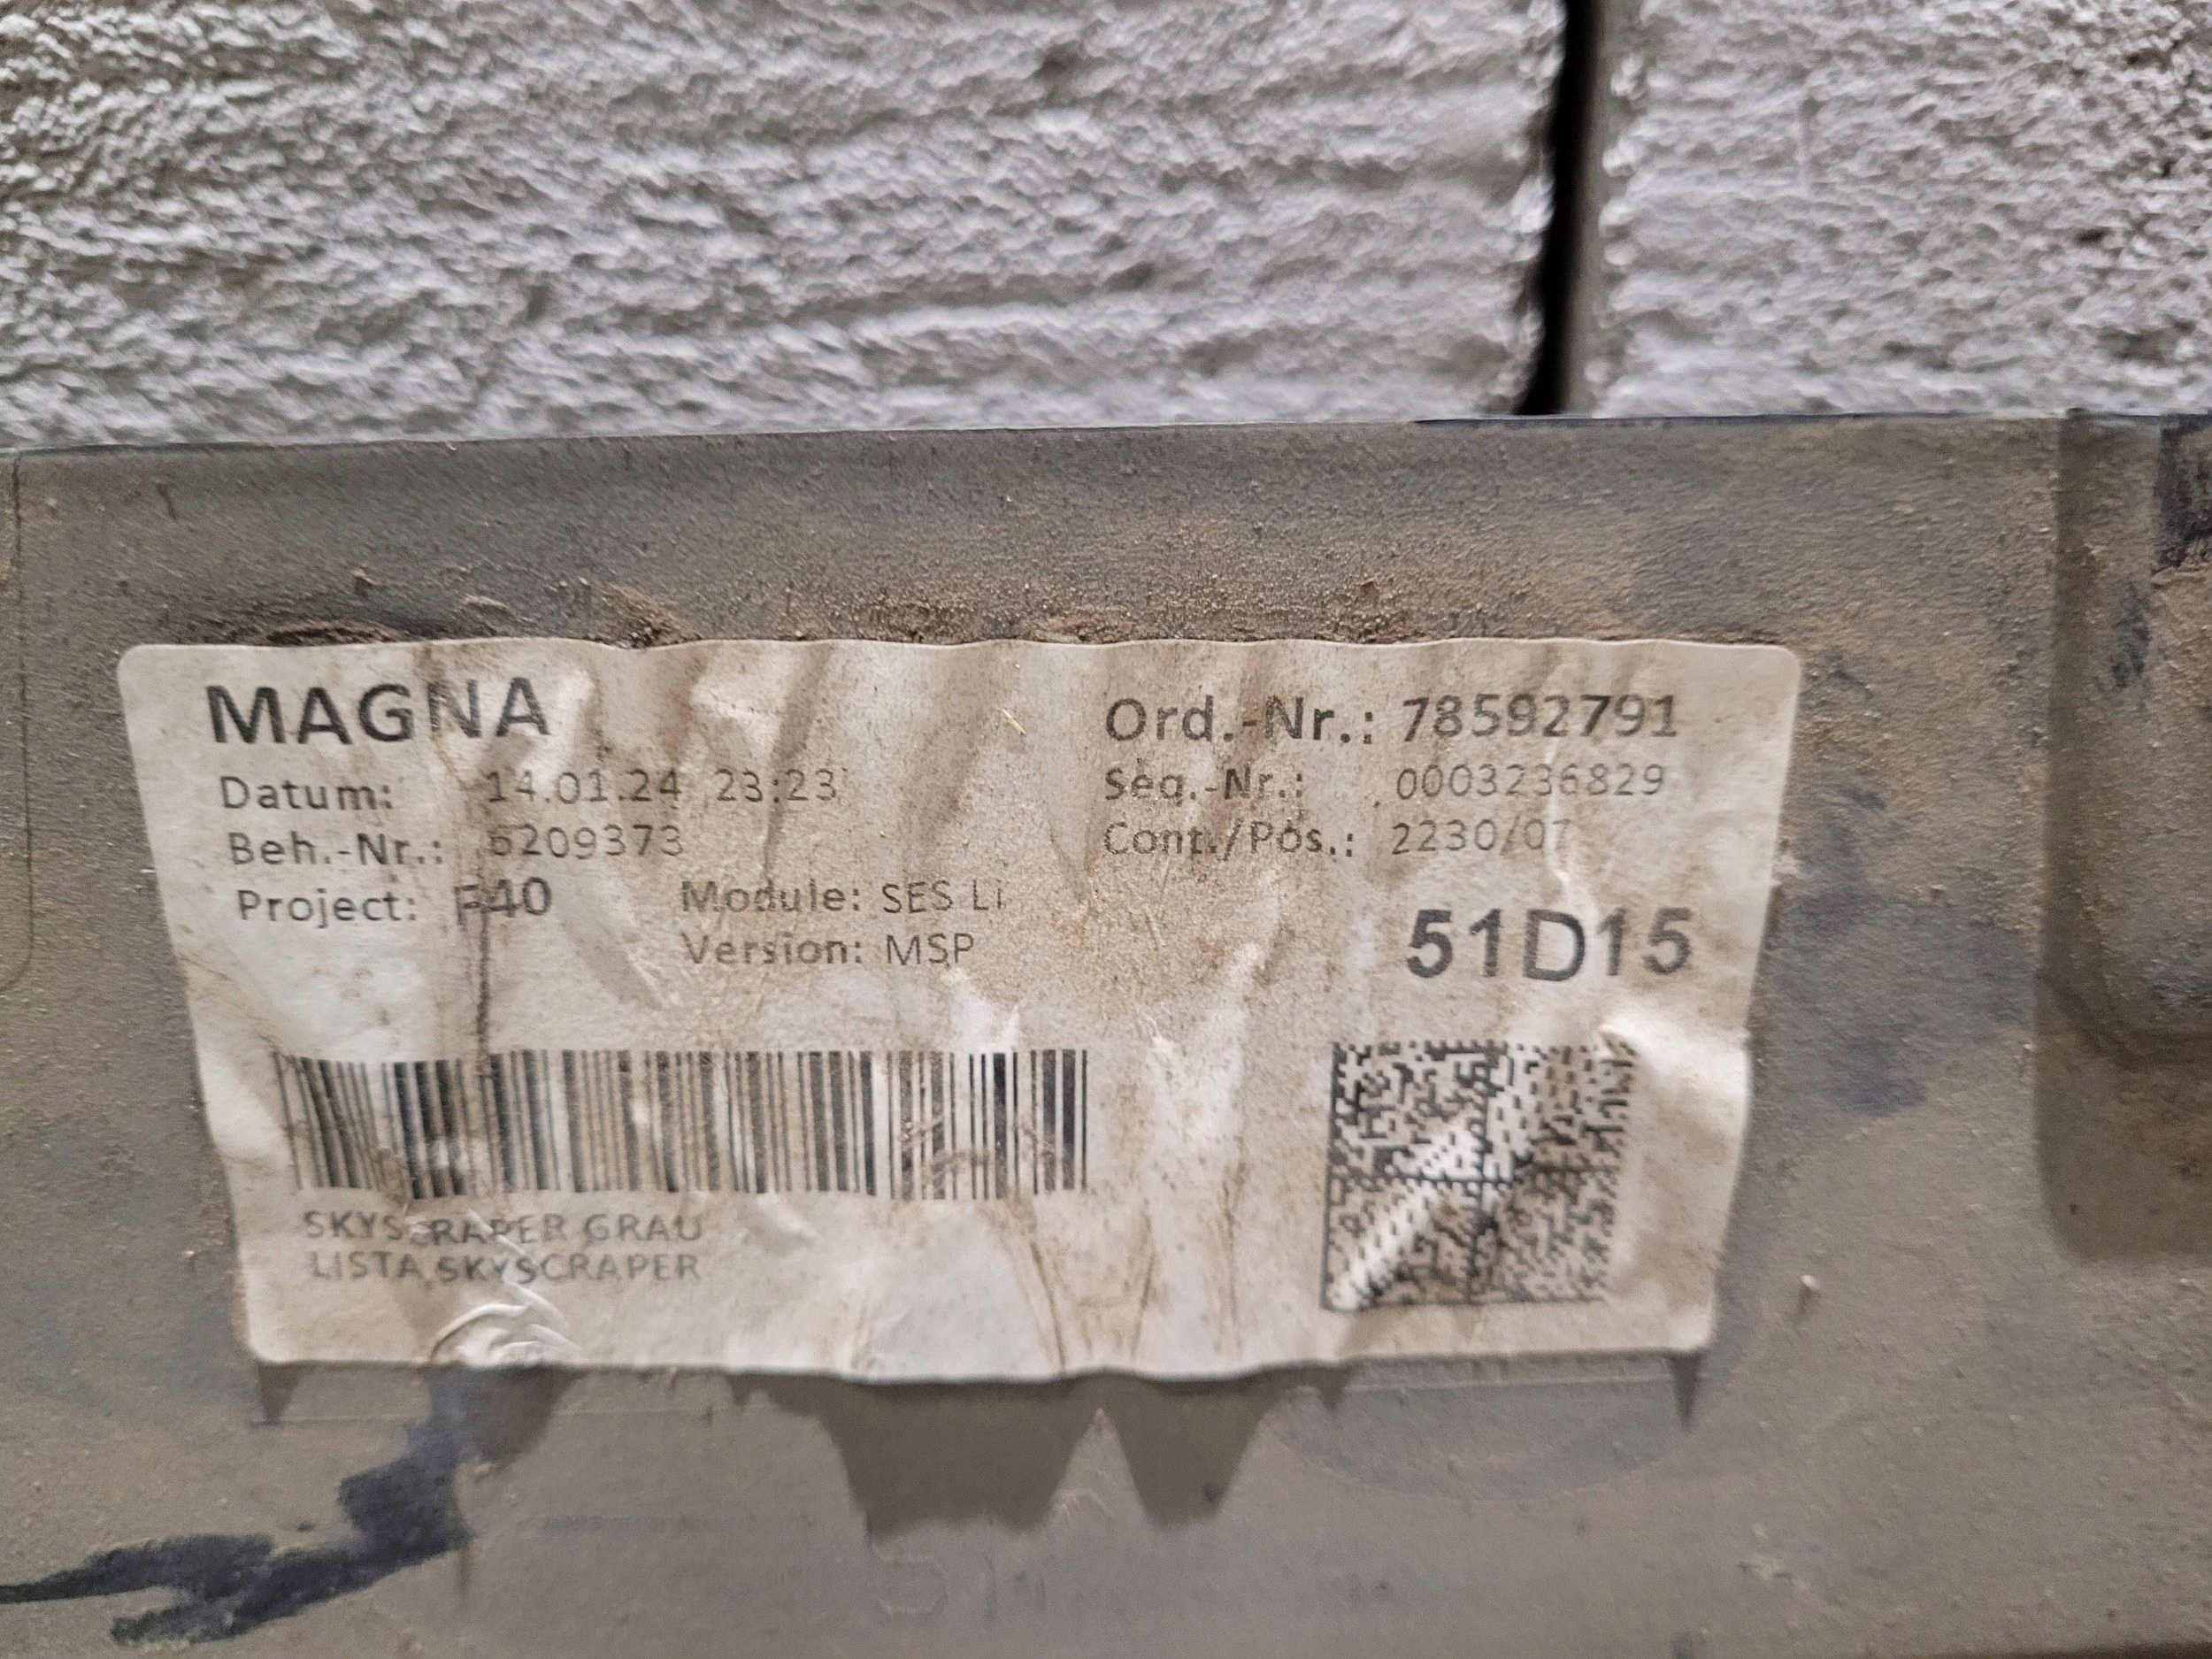 MAGNA
Ord.-Nr.: 78592791
Datum: 14.01.24 23:23
Seq.-Nr.: 0003236829
Beh.-Nr.: 6209373
Cont./Pos.: 2230/07
Project: F40
Module: SES Li
Version: MSP
51D15
SKYSCRAPER GRAU
LISTA SKYSCRAPER